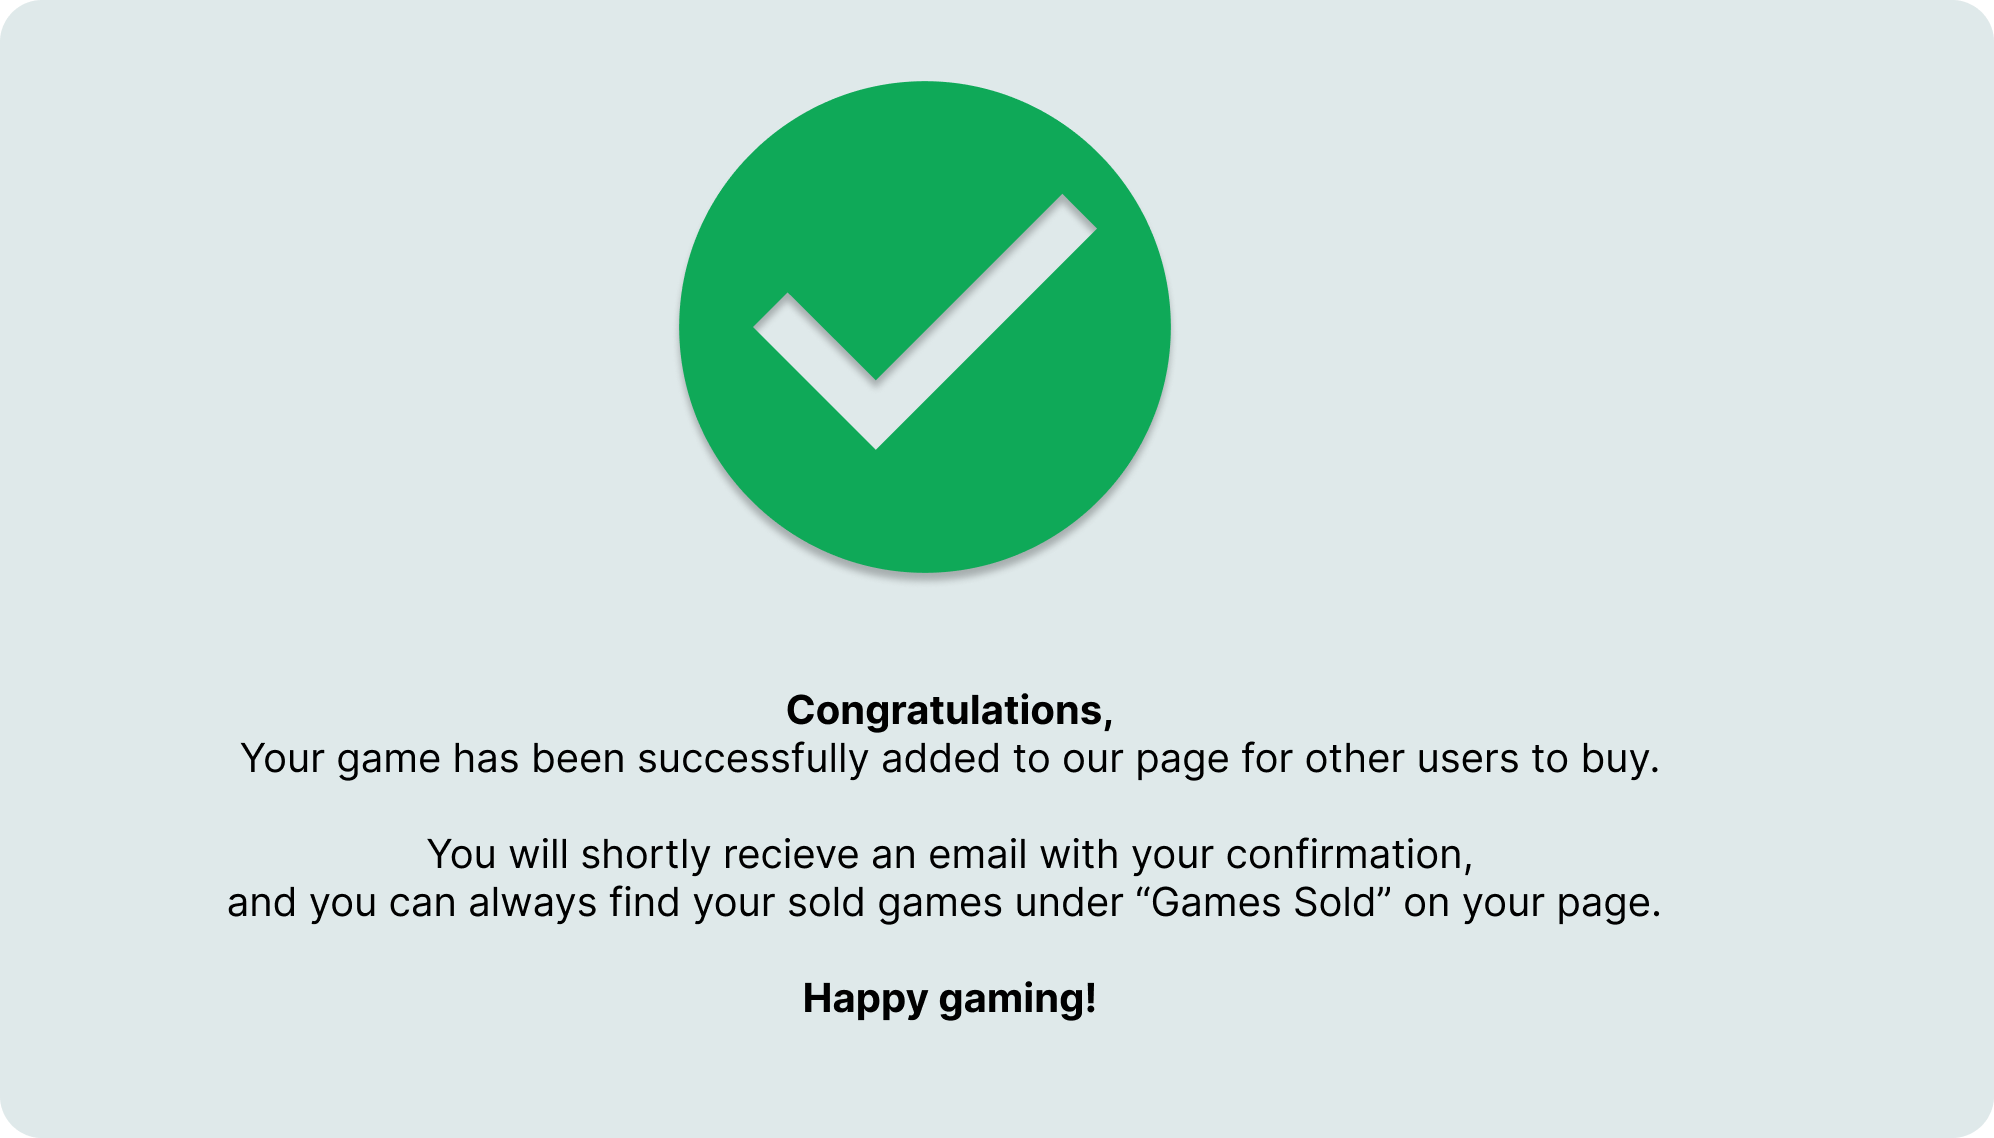 Congratulations,
Your game has been successfully added to our page for other users to buy.
You will shortly recieve an email with your confirmation,
and you can always find your sold games under “Games Sold” on your page.
Happy gaming!